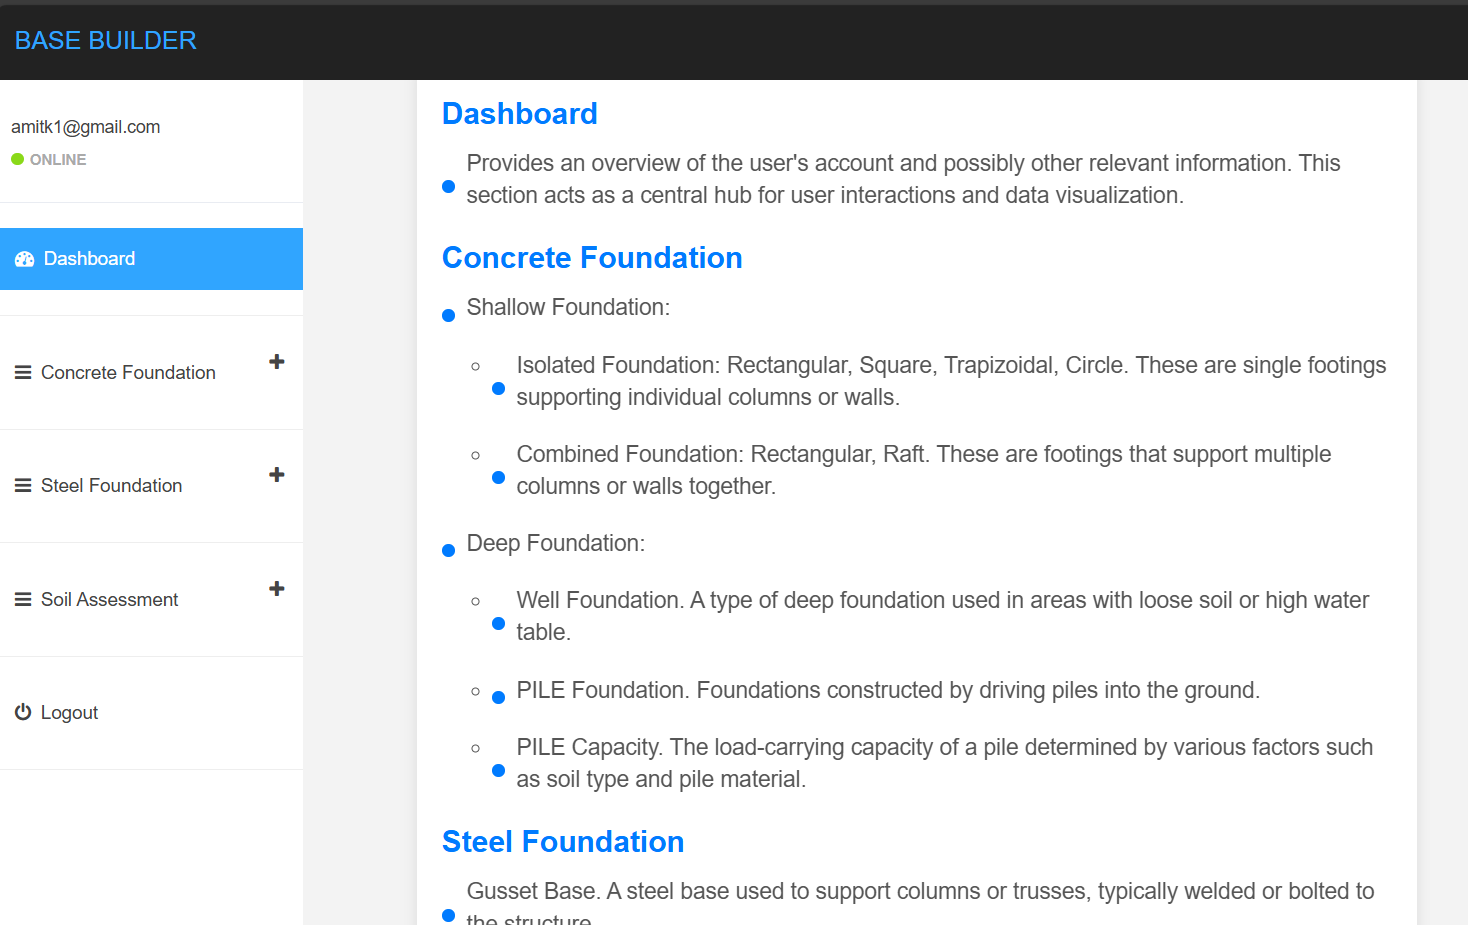 BASE BUILDER
amitk1@gmail.com
ONLINE
Dashboard
Concrete Foundation
Steel Foundation
Soil Assessment
Logout
Dashboard
Provides an overview of the user's account and possibly other relevant information. This
section acts as a central hub for user interactions and data visualization.
Concrete Foundation
Shallow Foundation:
Isolated Foundation: Rectangular, Square, Trapizoidal, Circle. These are single footings
supporting individual columns or walls.
Combined Foundation: Rectangular, Raft. These are footings that support multiple
columns or walls together.
Deep Foundation:
Well Foundation. A type of deep foundation used in areas with loose soil or high water
table.
PILE Foundation. Foundations constructed by driving piles into the ground.
PILE Capacity. The load-carrying capacity of a pile determined by various factors such
as soil type and pile material.
Steel Foundation
Gusset Base. A steel base used to support columns or trusses, typically welded or bolted to
the structure.